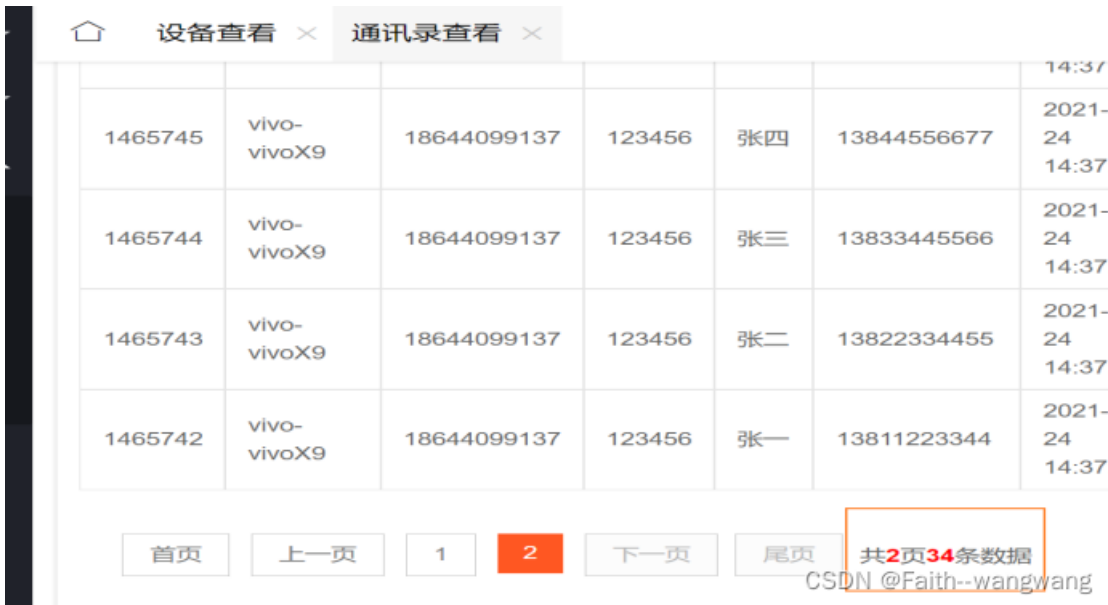 设备查看 × 通讯录查看 ×
14:37
1465745 vivo-vivoX9 18644099137 123456 张四 13844556677 2021-24 14:37
1465744 vivo-vivoX9 18644099137 123456 张三 13833445566 2021-24 14:37
1465743 vivo-vivoX9 18644099137 123456 张二 13822334455 2021-24 14:37
1465742 vivo-vivoX9 18644099137 123456 张一 13811223344 2021-24 14:37
首页 上一页 1 2 下一页 尾页 共2页34条数据
CSDN @Faith--wangwang